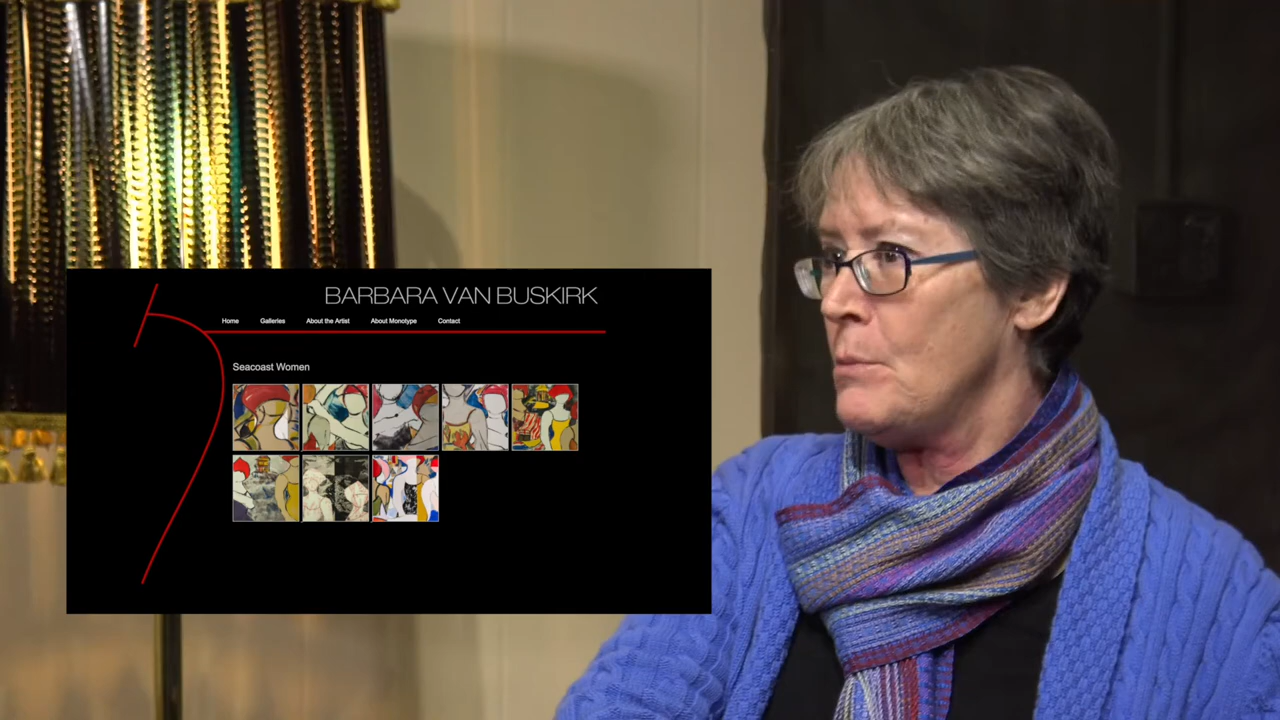 BARBARA VAN BUSKIRK
Home Galleries About the Artist About Monotype Contact
Seacoast Women